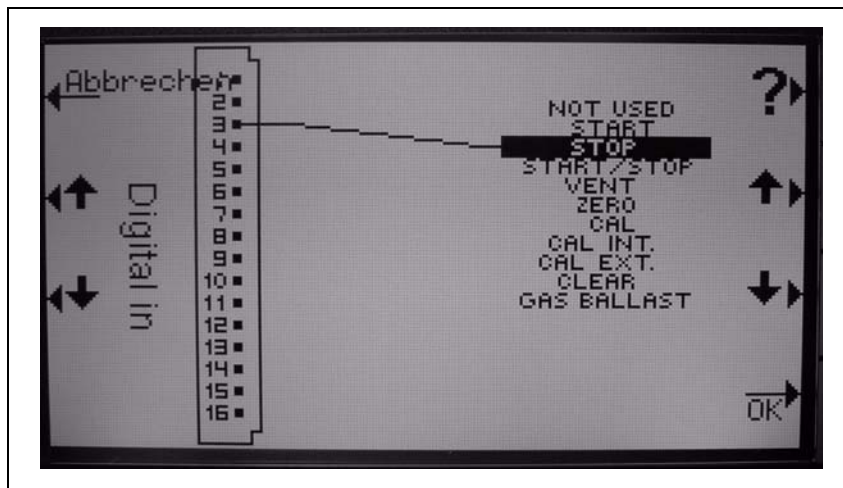 Abbrechen
?
2
NOT USED
3
START
4
STOP
5
START/STOP
6
VENT
7
ZERO
8
CAL
9
CAL INT.
10
CAL EXT.
11
CLEAR
12
GAS BALLAST
13
14
15
16
Digital in
OK